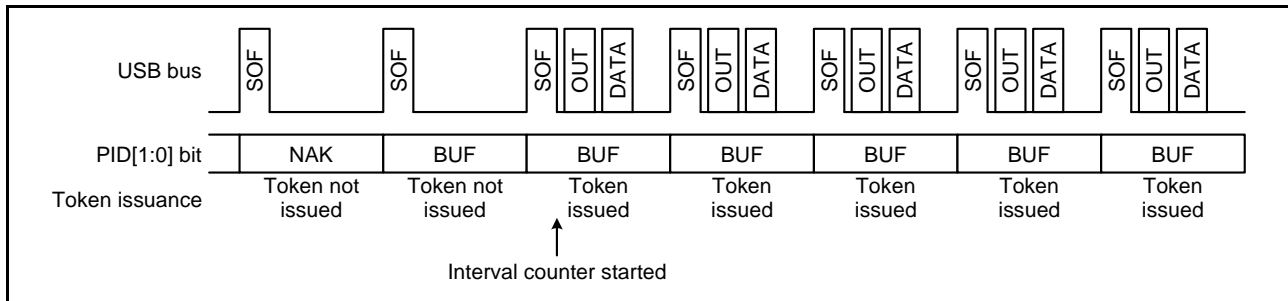 USB bus
SOF SOF SOF OUT DATA SOF OUT DATA SOF OUT DATA SOF OUT DATA SOF OUT DATA
PID[1:0] bit NAK BUF BUF BUF BUF BUF BUF
Token issuance
Token not issued
Token not issued
Token issued
Token issued
Token issued
Token issued
Token issued
Interval counter started